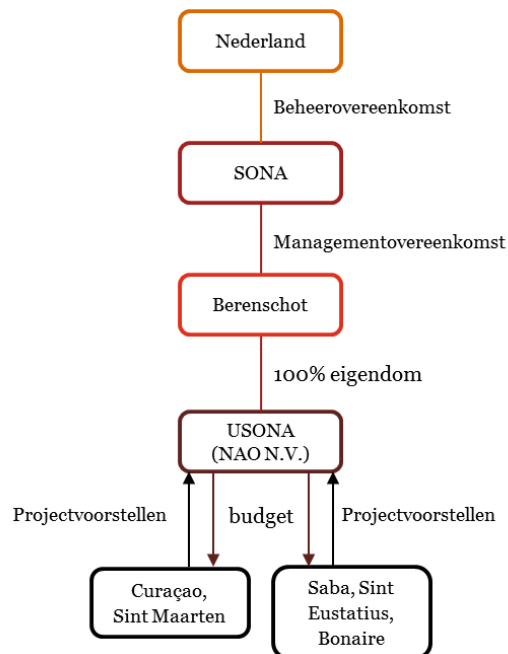 Nederland
Beheerovereenkomst
SONA
Managementovereenkomst
Berenschot
100% eigendom
USONA
(NAO N.V.)
Projectvoorstellen
budget
Projectvoorstellen
Curaçao,
Sint Maarten
Saba, Sint
Eustatius,
Bonaire